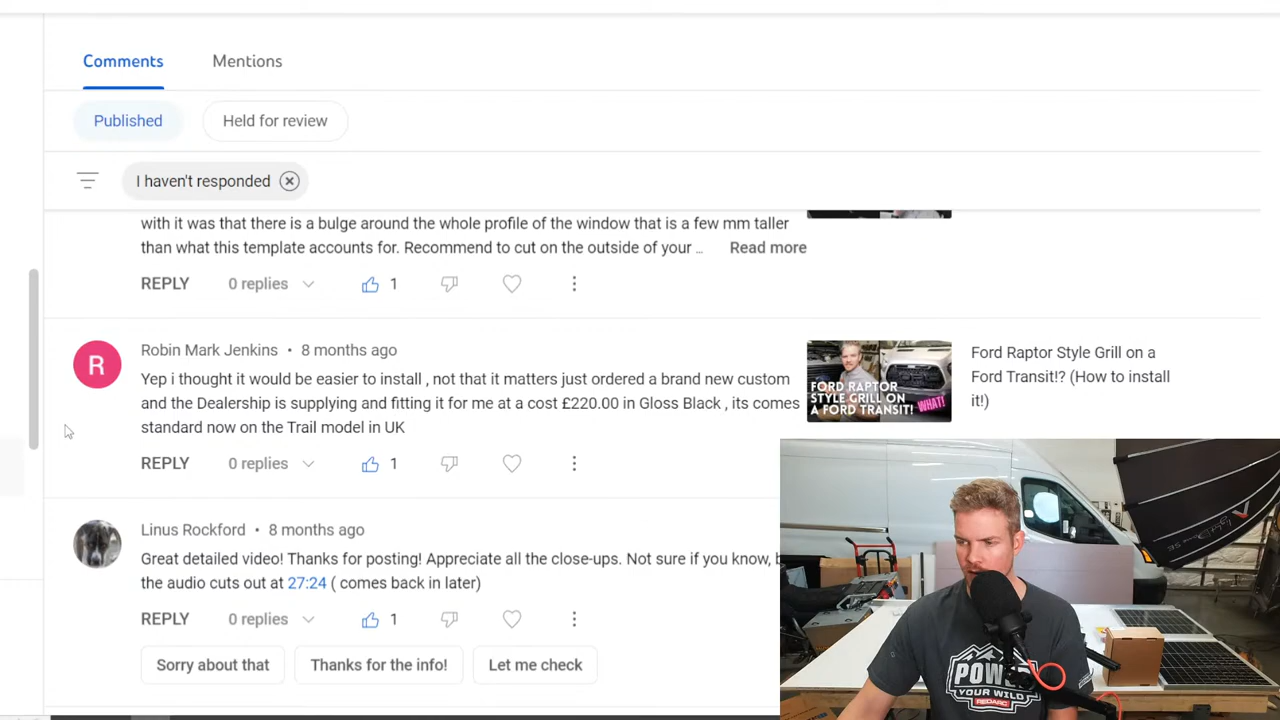 Comments Mentions
Published Held for review
I haven't responded
with it was that there is a bulge around the whole profile of the window that is a few mm taller
than what this template accounts for. Recommend to cut on the outside of your ... Read more
REPLY 0 replies 1
Robin Mark Jenkins • 8 months ago
Yep i thought it would be easier to install , not that it matters just ordered a brand new custom
and the Dealership is supplying and fitting it for me at a cost £220.00 in Gloss Black , its comes
standard now on the Trail model in UK
REPLY 0 replies 1
FORD RAPTOR
STYLE GRILL ON
A FORD TRANSIT!
WHAT!
Ford Raptor Style Grill on a
Ford Transit!? (How to install
it!)
Linus Rockford • 8 months ago
Great detailed video! Thanks for posting! Appreciate all the close-ups. Not sure if you know,
the audio cuts out at 27:24 ( comes back in later)
REPLY 0 replies 1
Sorry about that Thanks for the info! Let me check
POWER
YOUR WILD
REDARC